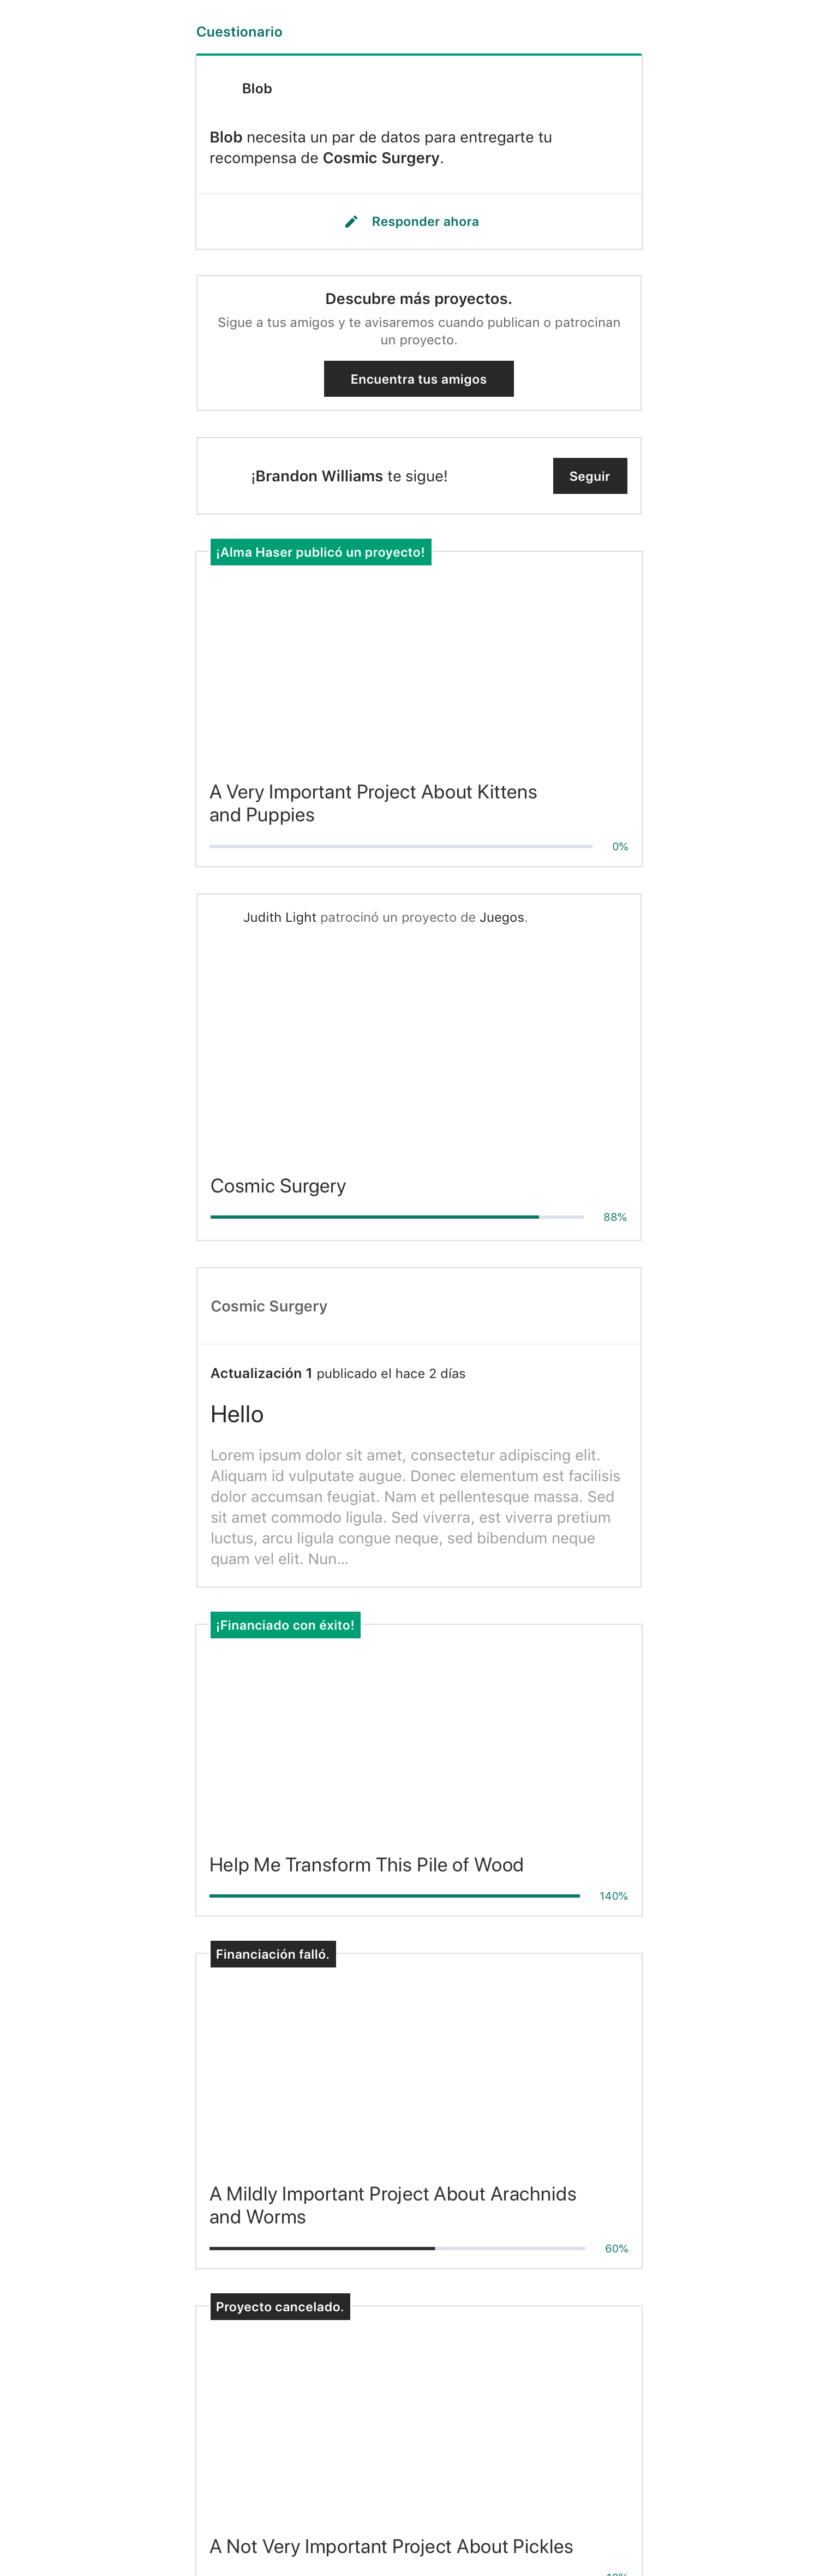 Cuestionario
Blob
Blob necesita un par de datos para entregarte tu
recompensa de Cosmic Surgery.
Responder ahora
Descubre más proyectos.
Sigue a tus amigos y te avisaremos cuando publican o patrocinan
un proyecto.
Encuentra tus amigos
¡Brandon Williams te sigue!
Seguir
¡Alma Haser publicó un proyecto!
A Very Important Project About Kittens
and Puppies
0%
Judith Light patrocinó un proyecto de Juegos.
Cosmic Surgery
88%
Cosmic Surgery
Actualización 1 publicado el hace 2 días
Hello
Lorem ipsum dolor sit amet, consectetur adipiscing elit.
Aliquam id vulputate augue. Donec elementum est facilisis
dolor accumsan feugiat. Nam et pellentesque massa. Sed
sit amet commodo ligula. Sed viverra, est viverra pretium
luctus, arcu ligula congue neque, sed bibendum neque
quam vel elit. Nun...
¡Financiado con éxito!
Help Me Transform This Pile of Wood
140%
Financiación falló.
A Mildly Important Project About Arachnids
and Worms
60%
Proyecto cancelado.
A Not Very Important Project About Pickles